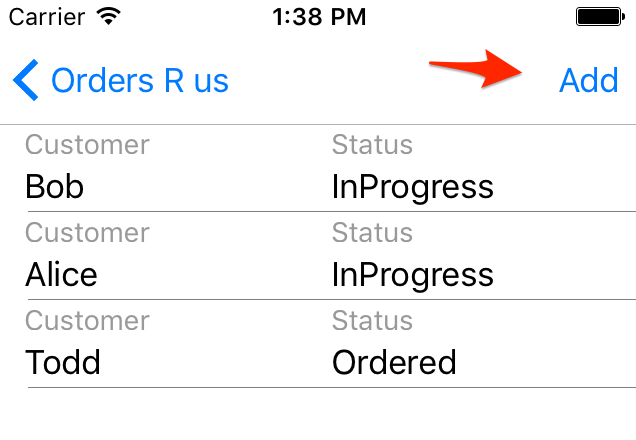 Carrier 1:38 PM
Orders R us Add
Customer Status
Bob InProgress
Customer Status
Alice InProgress
Customer Status
Todd Ordered